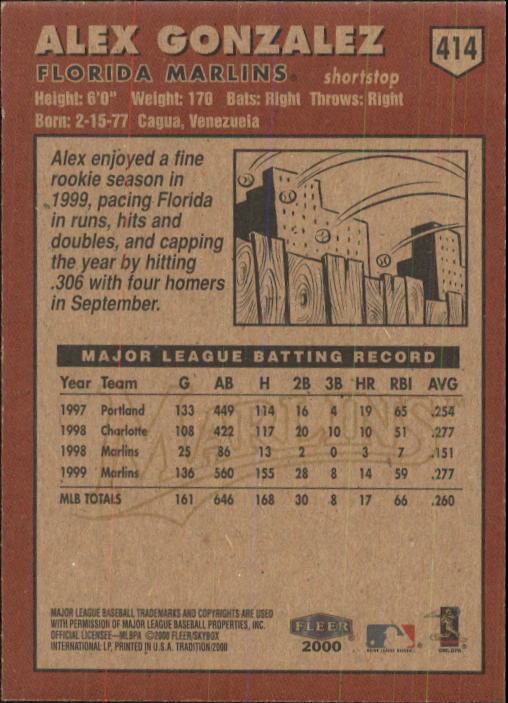 ALEX GONZALEZ
414
FLORIDA MARLINS® shortstop
Height: 6'0" Weight: 170 Bats: Right Throws: Right
Born: 2-15-77 Cagua, Venezuela
Alex enjoyed a fine
rookie season in
1999, pacing Florida
in runs, hits and
doubles, and capping
the year by hitting
.306 with four homers
in September.
MAJOR LEAGUE BATTING RECORD
Year Team G AB H 2B 3B HR RBI AVG
1997 Portland 133 449 114 16 4 19 65 .254
1998 Charlotte 108 422 117 20 10 10 51 .277
1998 Marlins 25 86 13 2 0 3 7 .151
1999 Marlins 136 560 155 28 8 14 59 .277
MLB TOTALS 161 646 168 30 8 17 66 .260
MARLINS
MAJOR LEAGUE BASEBALL TRADEMARKS AND COPYRIGHTS ARE USED
WITH PERMISSION OF MAJOR LEAGUE BASEBALL PROPERTIES, INC.
OFFICIAL LICENSEE—MLBPA ©2000 FLEER/SKYBOX
INTERNATIONAL LP, PRINTED IN U.S.A. TRADITION/2000
FLEER
2000